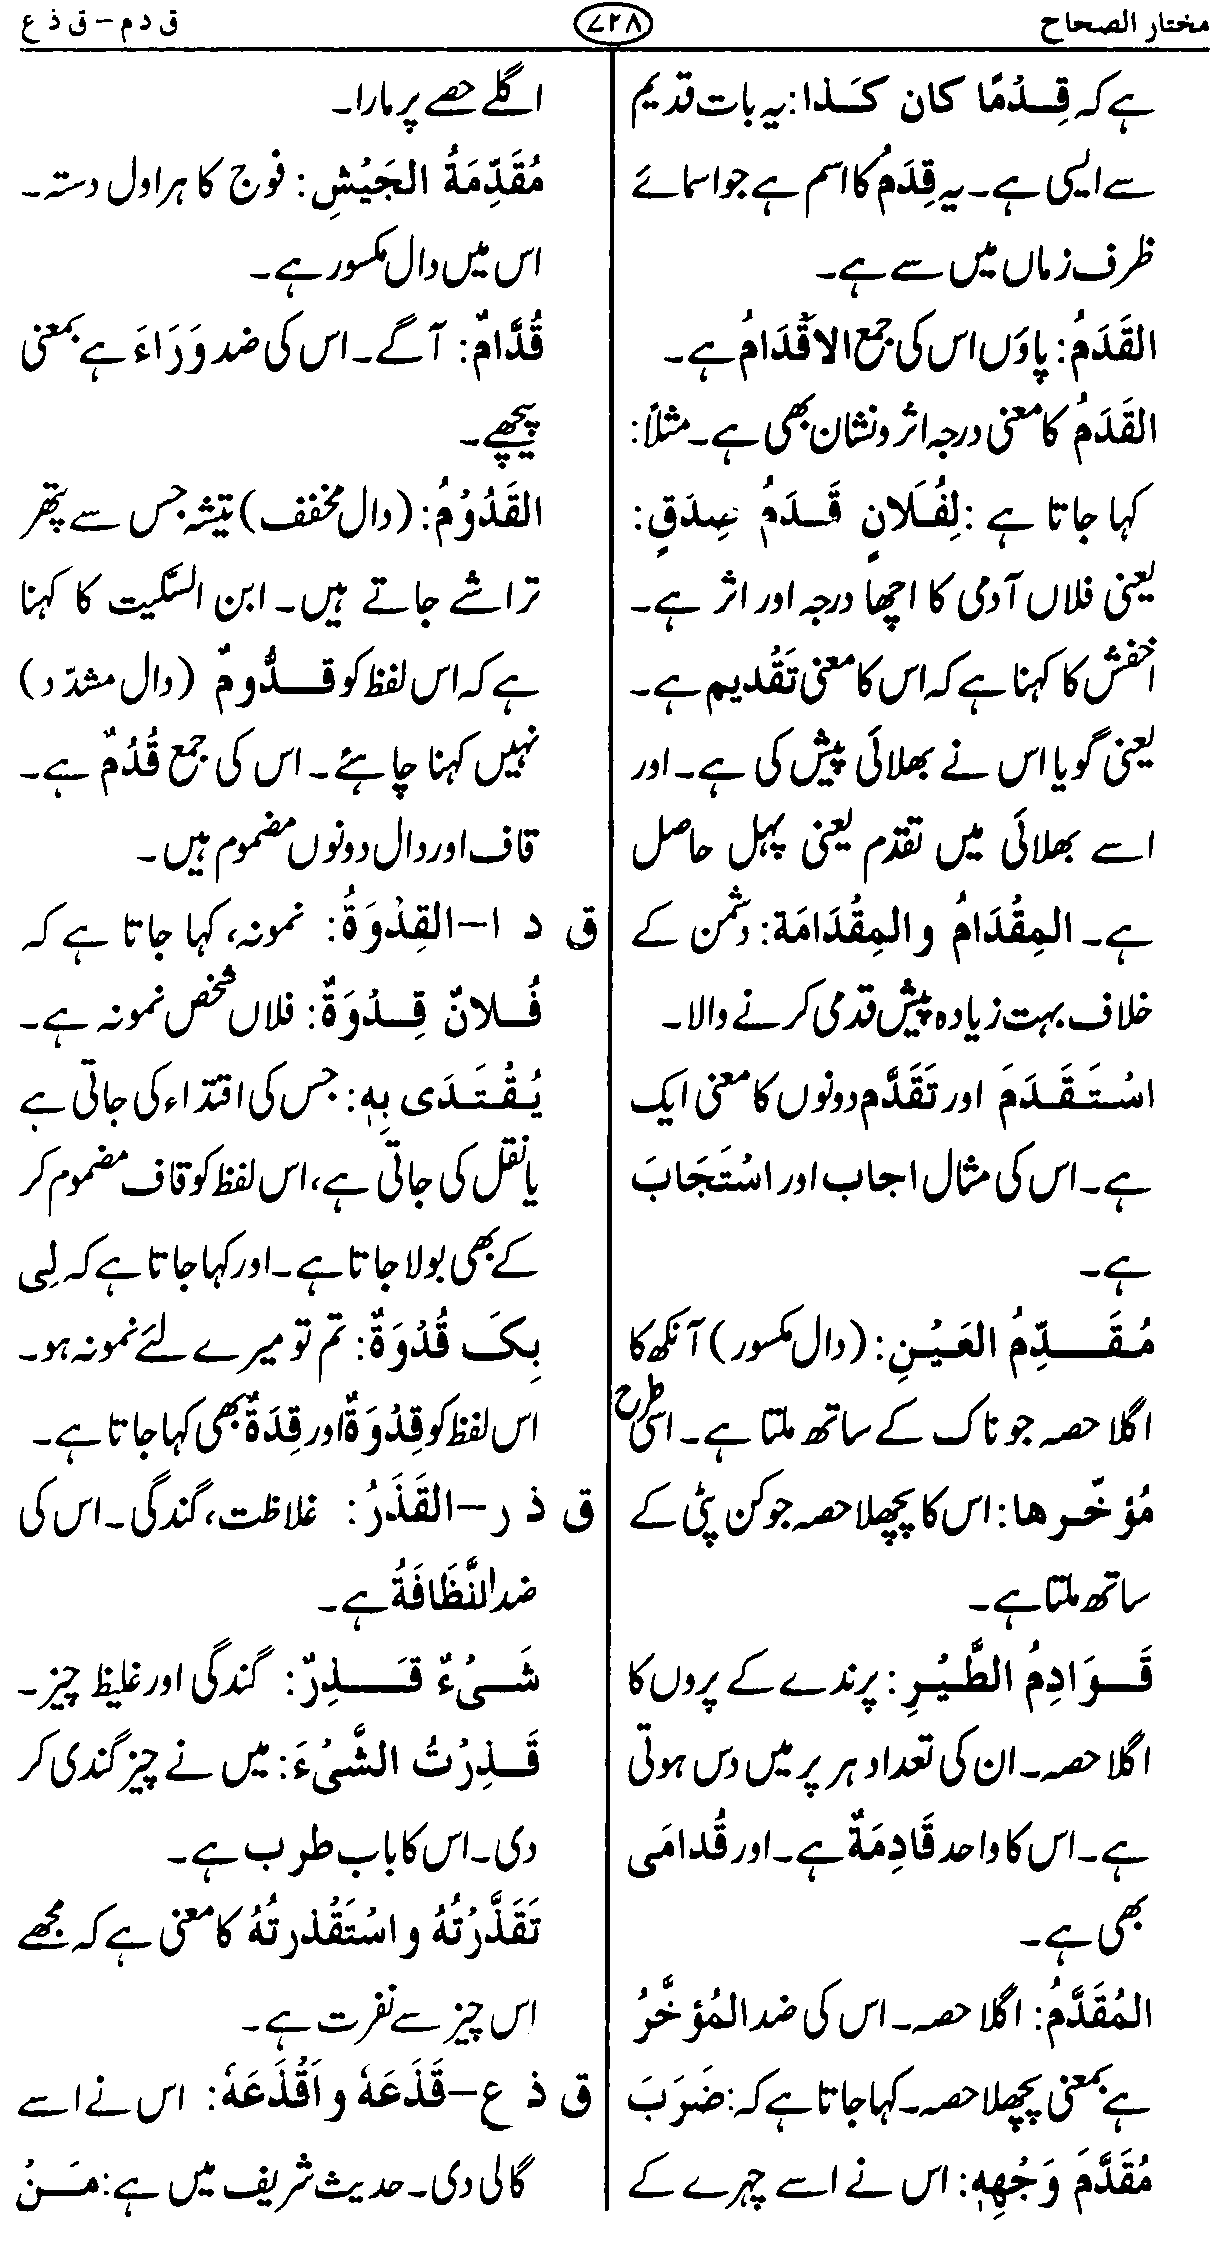 مختار الصحاح
۷۲۸
ق د م – ق ذ ع
ہے کہ قِدْمًا کان کَذا: یہ بات قدیم
سے ایسی ہے۔ یہ قِدَمُ کا اسم ہے جو اسمائے
ظرف زماں میں سے ہے۔
القَدَمُ: پاؤں اس کی جمع الاَقْدَامُ ہے۔
القَدَمُ کا معنی درجہ اثر و نشان بھی ہے۔ مثلاً:
کہا جاتا ہے: لِفُلَانٍ قَدَمُ صِدَقٍ:
یعنی فلاں آدمی کا اچھا درجہ اور اثر ہے۔
اخفش کا کہنا ہے کہ اس کا معنی تَقْدیم ہے۔
یعنی گویا اس نے بھلائی پیش کی ہے۔ اور
اسے بھلائی میں تقدم یعنی پہل حاصل
ہے۔ المِقْدَامُ والمِقْدَامَة: دشمن کے
خلاف بہت زیادہ پیش قدمی کرنے والا۔
اسْتَقَدَمَ اور تَقَدَّم دونوں کا معنی ایک
ہے۔ اس کی مثال اجاب اور اسْتَجَابَ
ہے۔
مُقَدِّمُ العَیْنِ: (دال مکسور) آنکھ کا
اگلا حصہ جو ناک کے ساتھ ملتا ہے۔ اسی طرح
مُؤخّرها: اس کا پچھلا حصہ جو کن پٹی کے
ساتھ ملتا ہے۔
قَوَادِمُ الطَّیْرِ: پرندے کے پروں کا
اگلا حصہ۔ ان کی تعداد ہر پر میں دس ہوتی
ہے۔ اس کا واحد قَادِمَةٌ ہے۔ اور قُدامَی
بھی ہے۔
المُقَدَّمُ: اگلا حصہ۔ اس کی ضد المُؤخَّرُ
ہے بمعنی پچھلا حصہ۔ کہا جاتا ہے کہ: ضَرَبَ
مُقَدَّمَ وَجْهِهٖ: اس نے اسے چہرے کے
اگلے حصے پر مارا۔
مُقَدِّمَةُ الجَیْشِ: فوج کا ہراول دستہ۔
اس میں دال مکسور ہے۔
قُدَّامٌ: آگے۔ اس کی ضد وَرَاءَ ہے بمعنی
پیچھے۔
القَدُوْمُ: (دال مخفف) تیشہ جس سے پتھر
تراشے جاتے ہیں۔ ابن السّکیت کا کہنا
ہے کہ اس لفظ کو قدُّومٌ (دال مشدّد)
نہیں کہنا چاہئے۔ اس کی جمع قُدُمٌ ہے۔
قاف اور دال دونوں مضموم ہیں۔
ق د ا–القِدْوَةُ: نمونہ، کہا جاتا ہے کہ
فُلانٌ قِدْوَةٌ: فلاں شخص نمونہ ہے۔
یُقْتَدَی بِهٖ: جس کی اقتداء کی جاتی ہے
یا نقل کی جاتی ہے، اس لفظ کو قاف مضموم کر
کے بھی بولا جاتا ہے۔ اور کہا جاتا ہے کہ لِی
بِکَ قُدْوَةٌ: تم تو میرے لئے نمونہ ہو۔
اس لفظ کو قِدْوَةٌ اور قِدَةٌ بھی کہا جاتا ہے۔
ق ذ ر–القَذَرُ: غلاظت، گندگی۔ اس کی
ضد النَّظَافَةُ ہے۔
شَیْءٌ قَذِرٌ: گندگی اور غلیظ چیز۔
قَذِرْتُ الشَّیْءَ: میں نے چیز گندی کر
دی۔ اس کا باب طرب ہے۔
تَقَذَّرْتُهُ و اسْتَقْذرتُهُ کا معنی ہے کہ مجھے
اس چیز سے نفرت ہے۔
ق ذ ع–قَذَعَهٗ و اَقْذَعَهٗ: اس نے اسے
گالی دی۔ حدیث شریف میں ہے: مَنْ